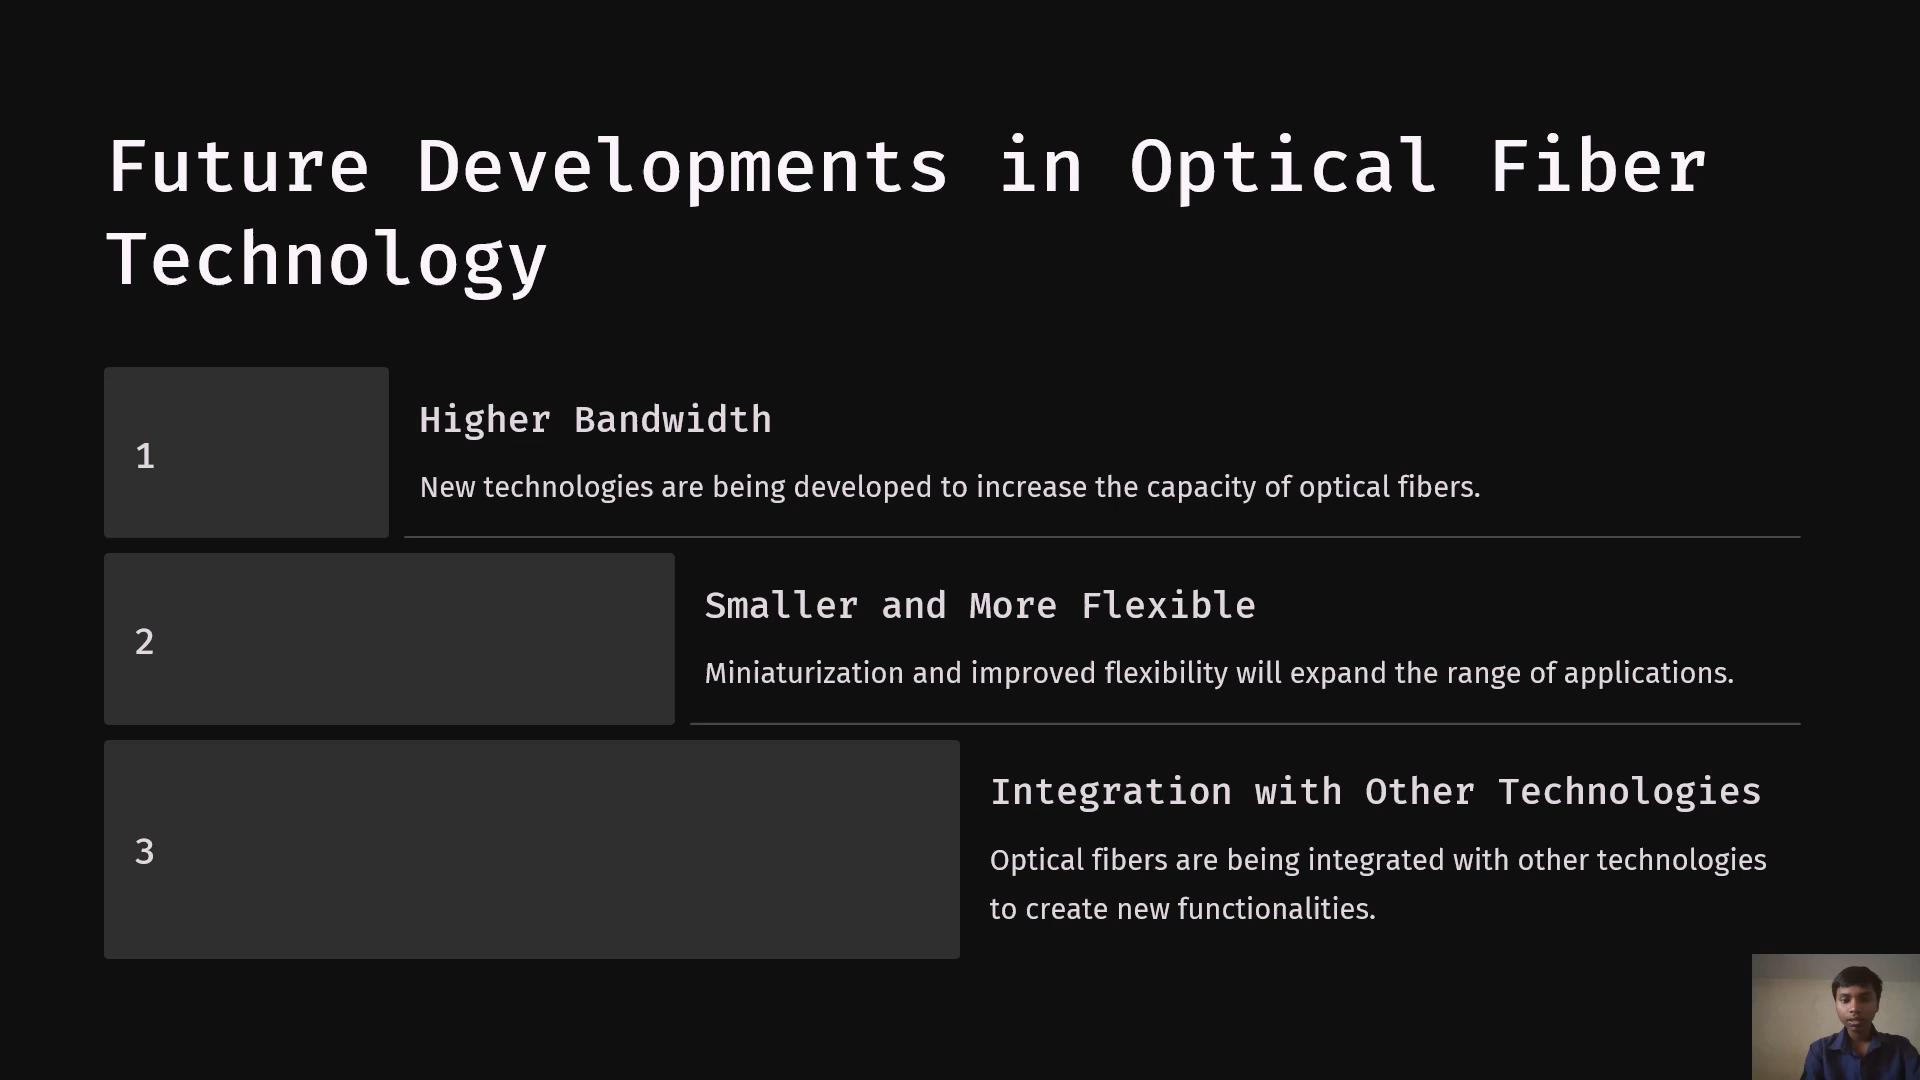 Future Developments in Optical Fiber
Technology
1
Higher Bandwidth
New technologies are being developed to increase the capacity of optical fibers.
2
Smaller and More Flexible
Miniaturization and improved flexibility will expand the range of applications.
3
Integration with Other Technologies
Optical fibers are being integrated with other technologies
to create new functionalities.